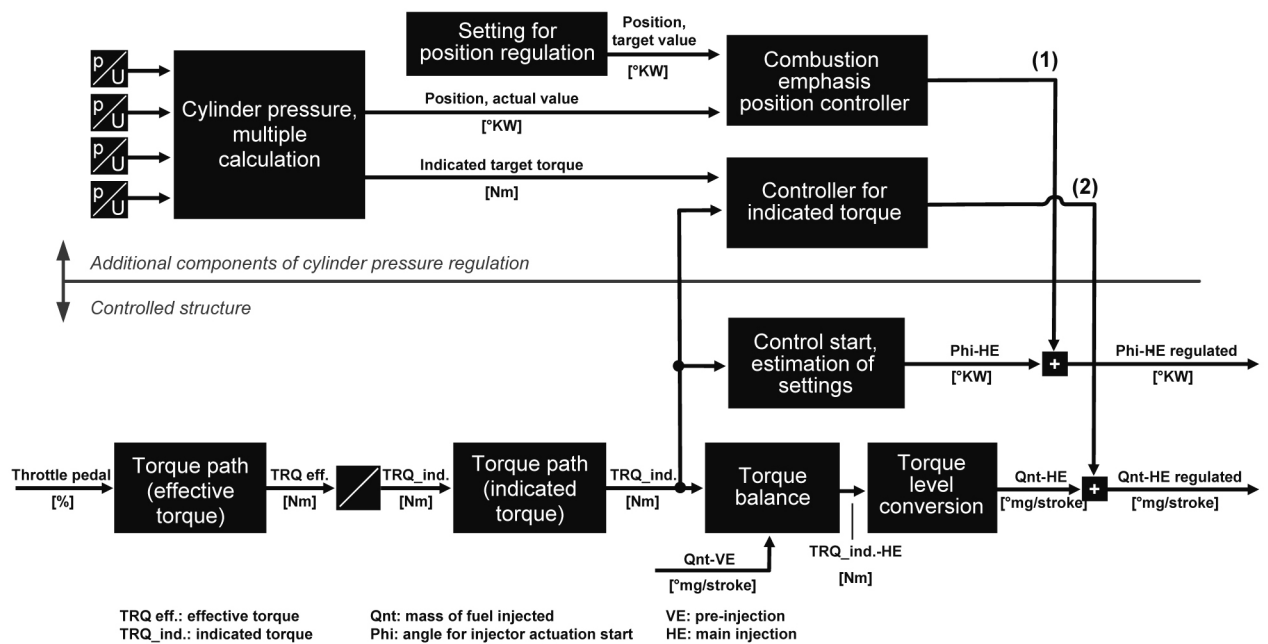 Setting for
position regulation
Position,
target value
[°KW]
Combustion
emphasis
position controller
(1)
p/U
p/U
p/U
p/U
Cylinder pressure,
multiple
calculation
Position, actual value
[°KW]
Indicated target torque
[Nm]
Controller for
indicated torque
(2)
Additional components of cylinder pressure regulation
Controlled structure
Control start,
estimation of
settings
Phi-HE
[°KW]
+
Phi-HE regulated
[°KW]
Throttle pedal
[%]
Torque path
(effective
torque)
TRQ eff.
[Nm]
TRQ_ind.
[Nm]
Torque path
(indicated
torque)
TRQ_ind.
[Nm]
Torque
balance
Torque
level
conversion
Qnt-HE
[°mg/stroke]
+
Qnt-HE regulated
[°mg/stroke]
Qnt-VE
[°mg/stroke]
TRQ_ind.-HE
[Nm]
TRQ eff.: effective torque
TRQ_ind.: indicated torque
Qnt: mass of fuel injected
Phi: angle for injector actuation start
VE: pre-injection
HE: main injection